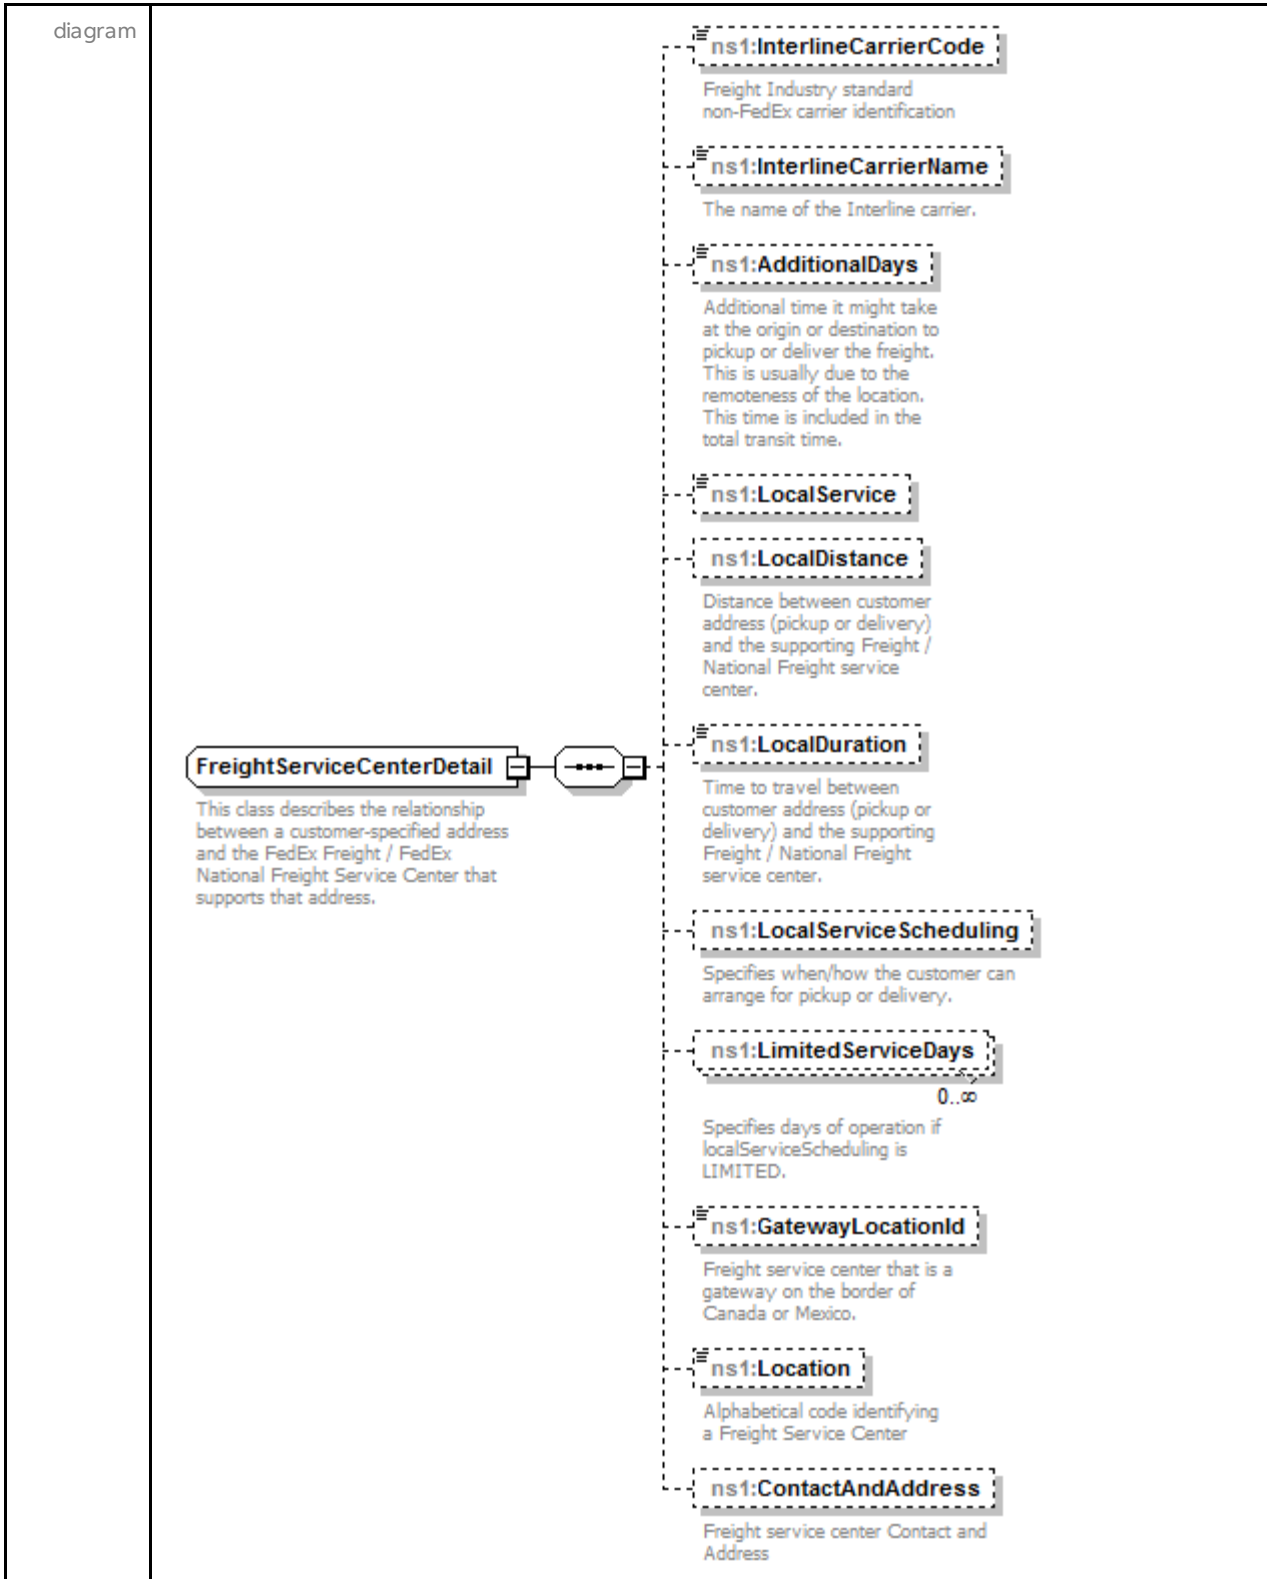 diagram
ns1:InterlineCarrierCode
Freight Industry standard
non-FedEx carrier identification
ns1:InterlineCarrierName
The name of the Interline carrier.
ns1:AdditionalDays
Additional time it might take
at the origin or destination to
pickup or deliver the freight.
This is usually due to the
remoteness of the location.
This time is included in the
total transit time.
ns1:LocalService
ns1:LocalDistance
Distance between customer
address (pickup or delivery)
and the supporting Freight /
National Freight service
center.
FreightServiceCenterDetail
This class describes the relationship
between a customer-specified address
and the FedEx Freight / FedEx
National Freight Service Center that
supports that address.
ns1:LocalDuration
Time to travel between
customer address (pickup or
delivery) and the supporting
Freight / National Freight
service center.
ns1:LocalServiceScheduling
Specifies when/how the customer can
arrange for pickup or delivery.
ns1:LimitedServiceDays
0..∞
Specifies days of operation if
localServiceScheduling is
LIMITED.
ns1:GatewayLocationId
Freight service center that is a
gateway on the border of
Canada or Mexico.
ns1:Location
Alphabetical code identifying
a Freight Service Center
ns1:ContactAndAddress
Freight service center Contact and
Address